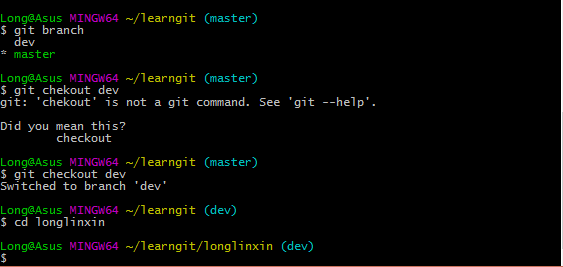 Long@Asus MINGW64 ~/learngit (master)
$ git branch
  dev
* master
Long@Asus MINGW64 ~/learngit (master)
$ git chekout dev
git: 'chekout' is not a git command. See 'git --help'.
Did you mean this?
        checkout
Long@Asus MINGW64 ~/learngit (master)
$ git checkout dev
Switched to branch 'dev'
Long@Asus MINGW64 ~/learngit (dev)
$ cd longlinxin
Long@Asus MINGW64 ~/learngit/longlinxin (dev)
$